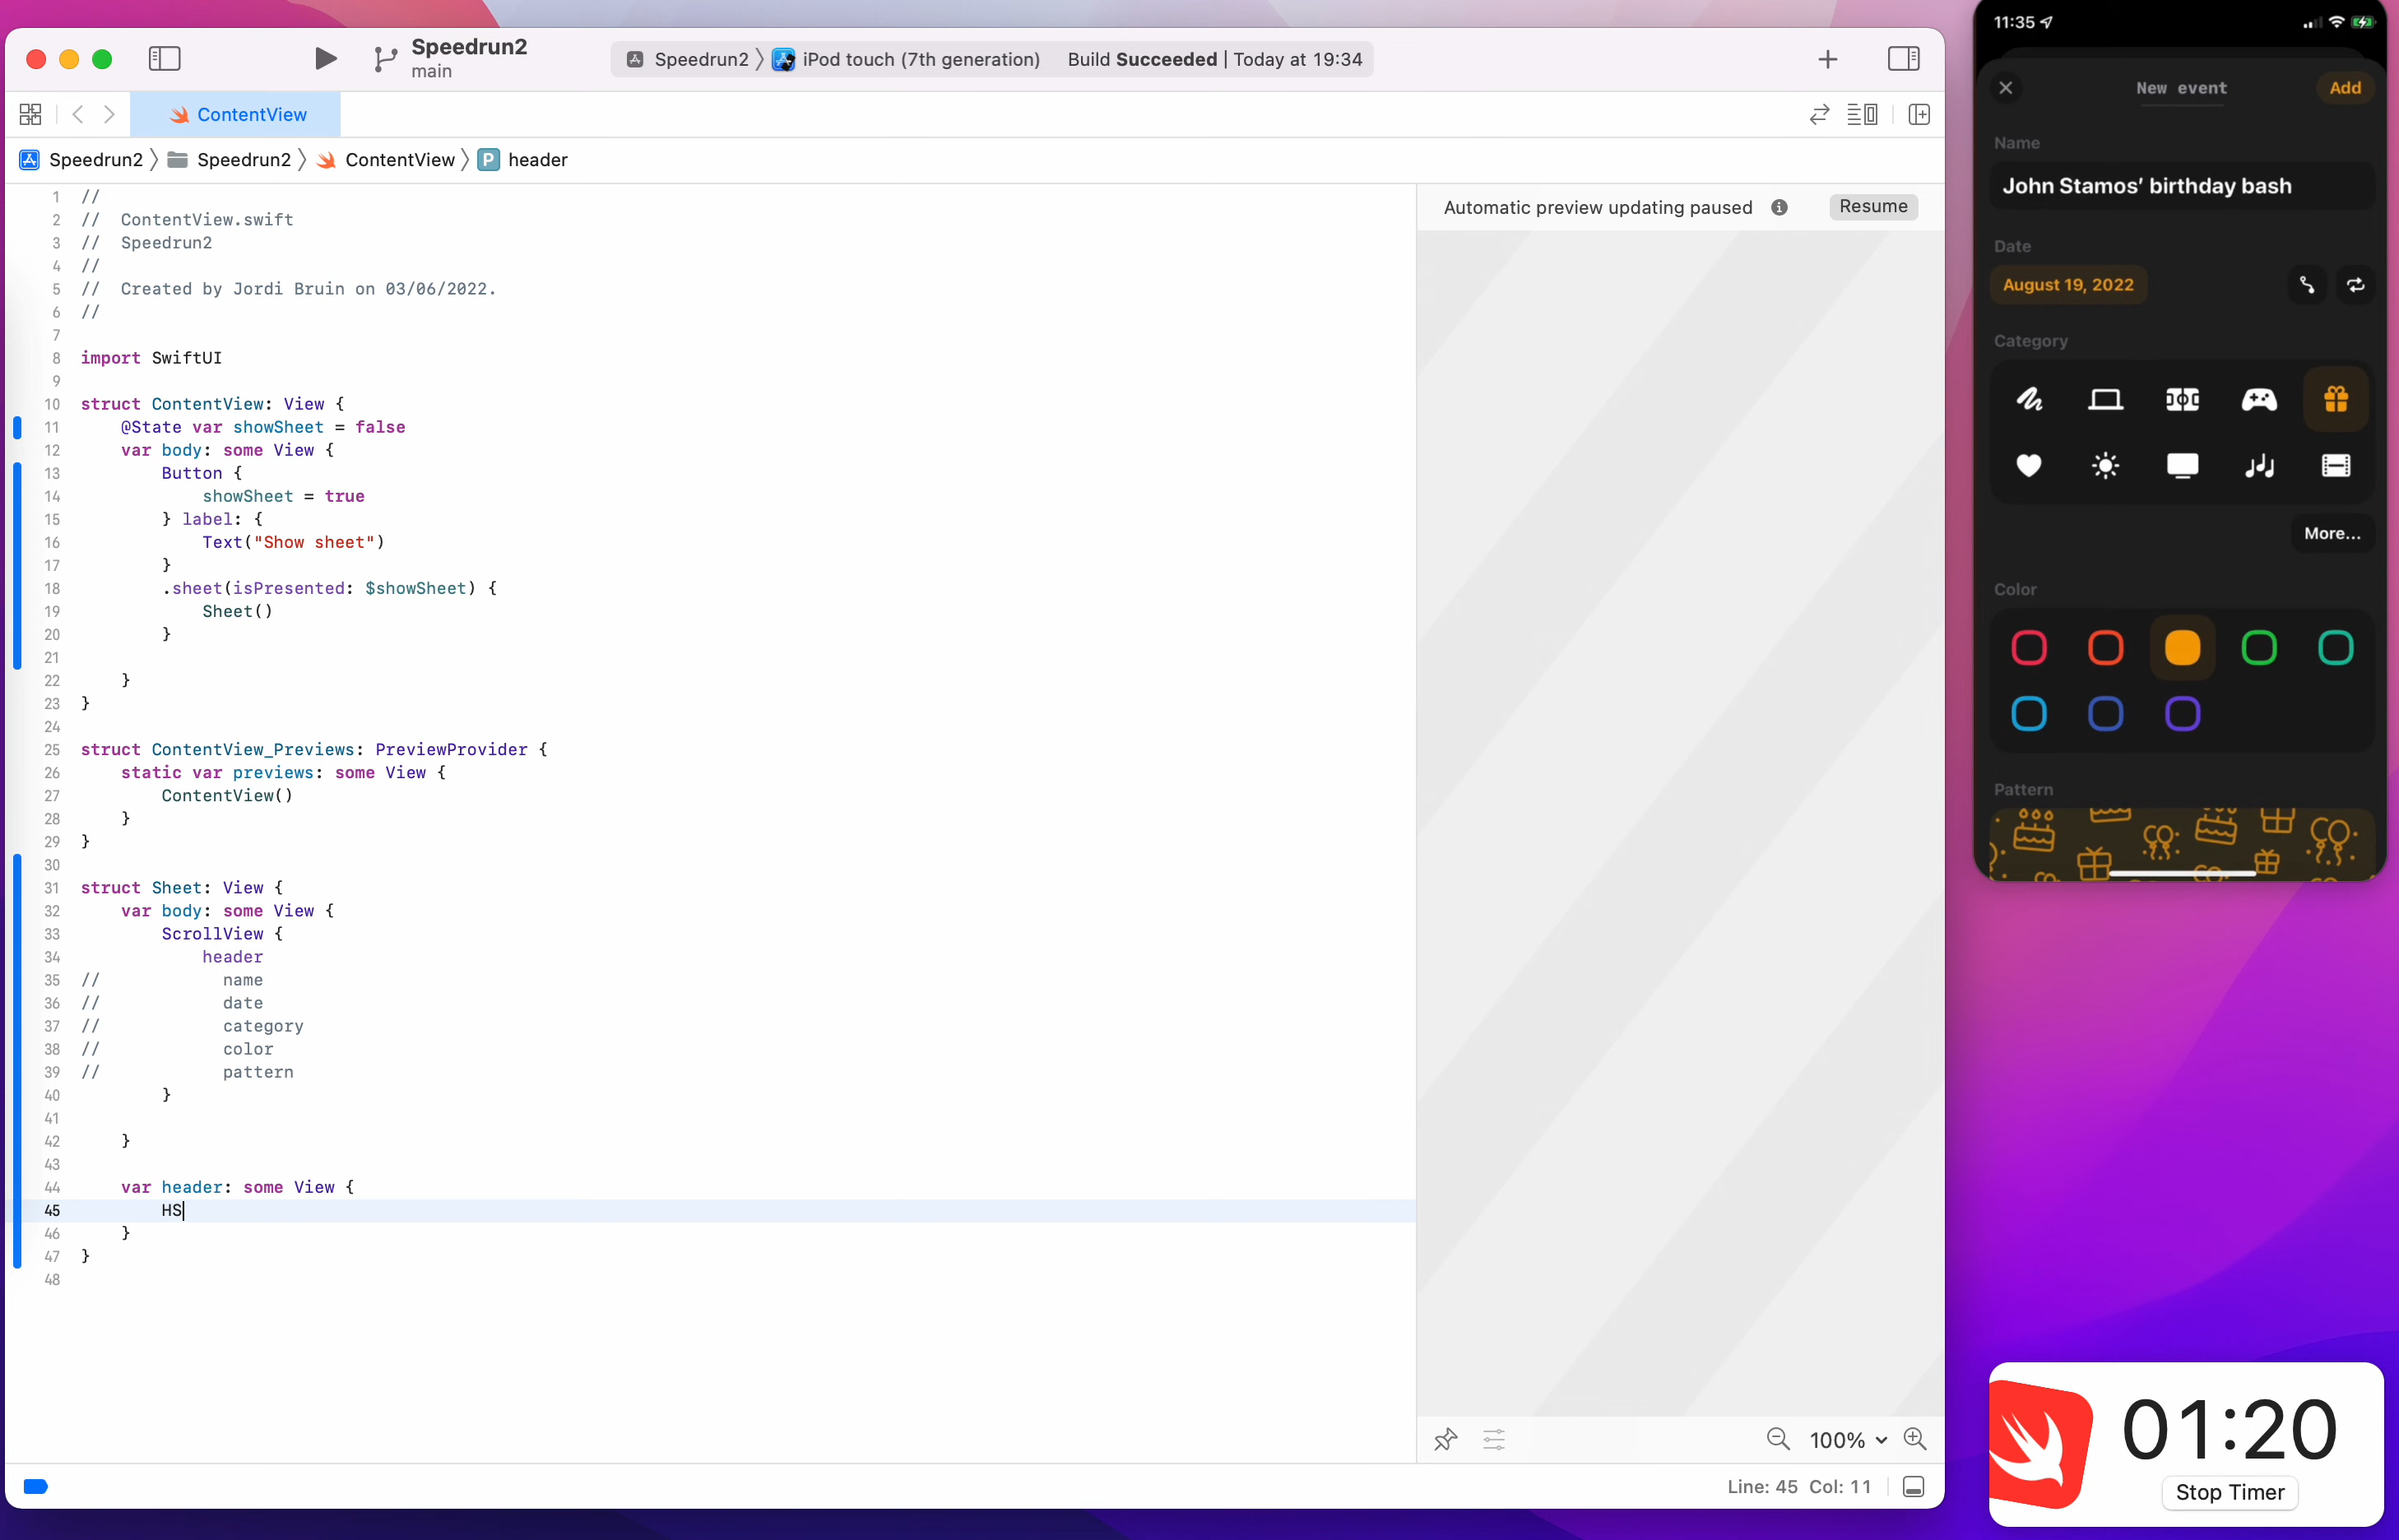 Speedrun2
main
Speedrun2 〉 iPod touch (7th generation)
Build Succeeded | Today at 19:34
ContentView
Speedrun2 〉 Speedrun2 〉 ContentView 〉 P header
1 //
2 //  ContentView.swift
3 //  Speedrun2
4 //
5 //  Created by Jordi Bruin on 03/06/2022.
6 //
7
8 import SwiftUI
9
10 struct ContentView: View {
11     @State var showSheet = false
12     var body: some View {
13         Button {
14             showSheet = true
15         } label: {
16             Text("Show sheet")
17         }
18         .sheet(isPresented: $showSheet) {
19             Sheet()
20         }
21
22     }
23 }
24
25 struct ContentView_Previews: PreviewProvider {
26     static var previews: some View {
27         ContentView()
28     }
29 }
30
31 struct Sheet: View {
32     var body: some View {
33         ScrollView {
34             header
35 //            name
36 //            date
37 //            category
38 //            color
39 //            pattern
40         }
41
42     }
43
44     var header: some View {
45         HS
46     }
47 }
48
Automatic preview updating paused
Resume
100%
Line: 45 Col: 11
11:35
New event
Add
Name
John Stamos’ birthday bash
Date
August 19, 2022
Category
More...
Color
Pattern
01:20
Stop Timer